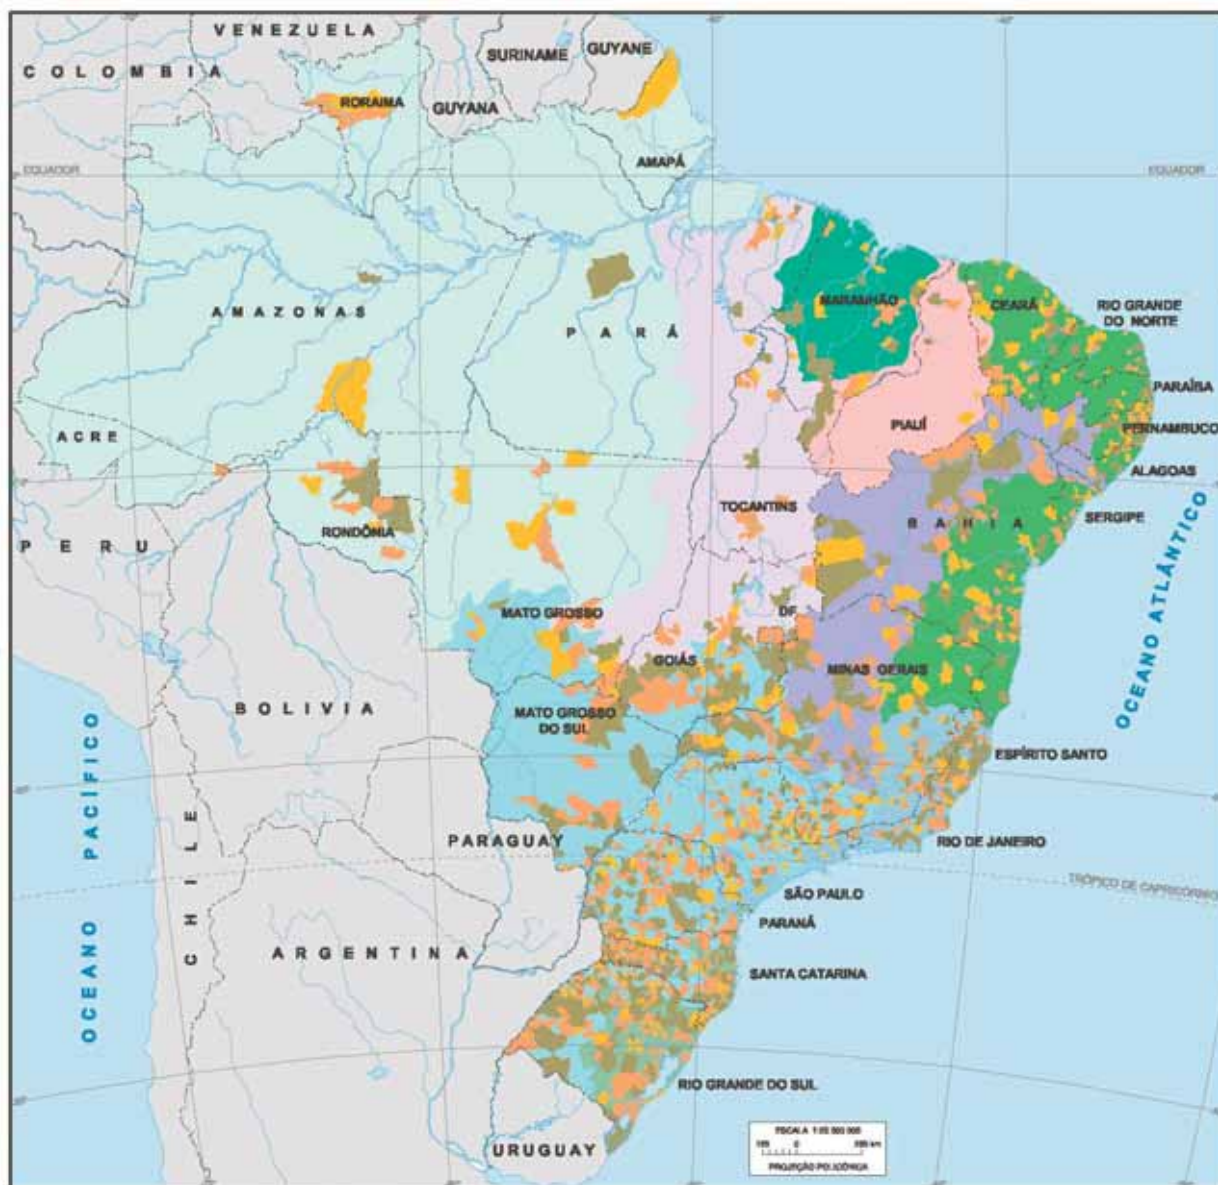 VENEZUELA
COLOMBIA
SURINAME
GUYANE
RORAIMA
GUYANA
AMAPÁ
EQUADOR
EQUADOR
AMAZONAS
PARÁ
MARANHÃO
CEARÁ
RIO GRANDE
DO NORTE
PARAÍBA
PIAUÍ
PERNAMBUCO
ACRE
ALAGOAS
TOCANTINS
SERGIPE
BAHIA
RONDÔNIA
PERU
OCEANO ATLÂNTICO
MATO GROSSO
DF
GOIÁS
MINAS GERAIS
BOLIVIA
MATO GROSSO
DO SUL
ESPÍRITO SANTO
OCEANO PACÍFICO
CHILE
PARAGUAY
RIO DE JANEIRO
TRÓPICO DE CAPRICÓRNIO
SÃO PAULO
PARANÁ
ARGENTINA
SANTA CATARINA
RIO GRANDE DO SUL
URUGUAY
ESCALA
0
km
PROJEÇÃO POLICÔNICA